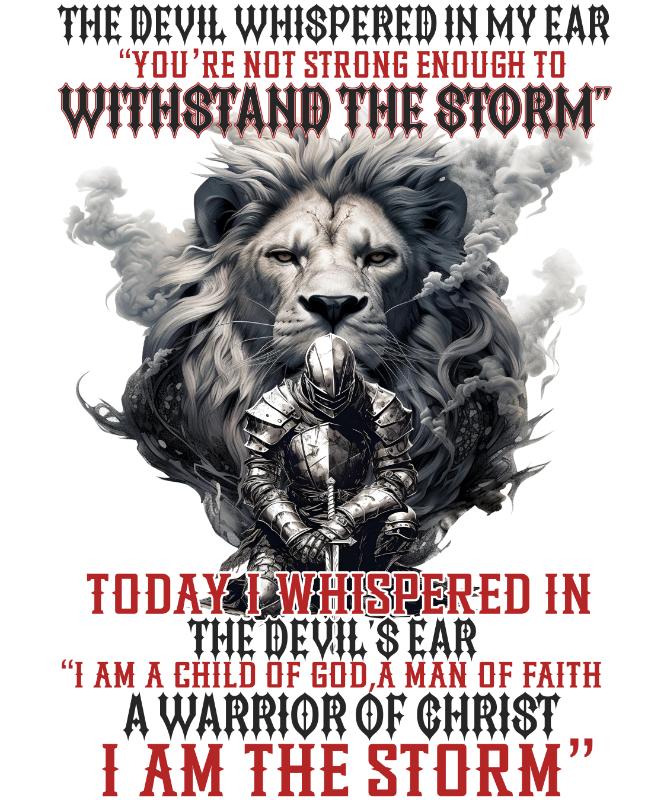 THE DEVIL WHISPERED IN MY EAR
“YOU’RE NOT STRONG ENOUGH TO
WITHSTAND THE STORM”
TODAY I WHISPERED IN
THE DEVIL'S EAR
“I AM A CHILD OF GOD,A MAN OF FAITH
A WARRIOR OF CHRIST
I AM THE STORM”